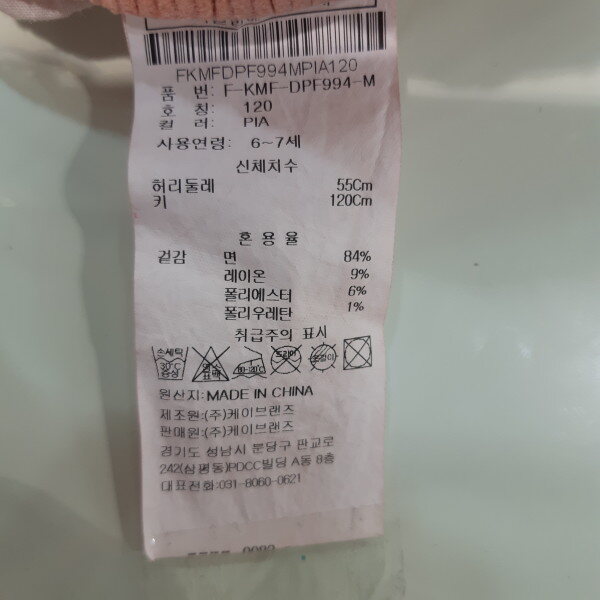 FKMFDPF994MPIA120
품 번: F-KMF-DPF994-M
호 칭: 120
컬 러: PIA
사용연령: 6~7세
신체치수
허리둘레 55Cm
키 120Cm
혼 용 율
겉감 면 84%
레이온 9%
폴리에스터 6%
폴리우레탄 1%
취급주의 표시
손세탁 30°C 중성
원산지: MADE IN CHINA
제조원:(주)케이브랜즈
판매원:(주)케이브랜즈
경기도 성남시 분당구 판교로
242(삼평동)PDCC빌딩 A동 8층
대표전화:031-8060-0621